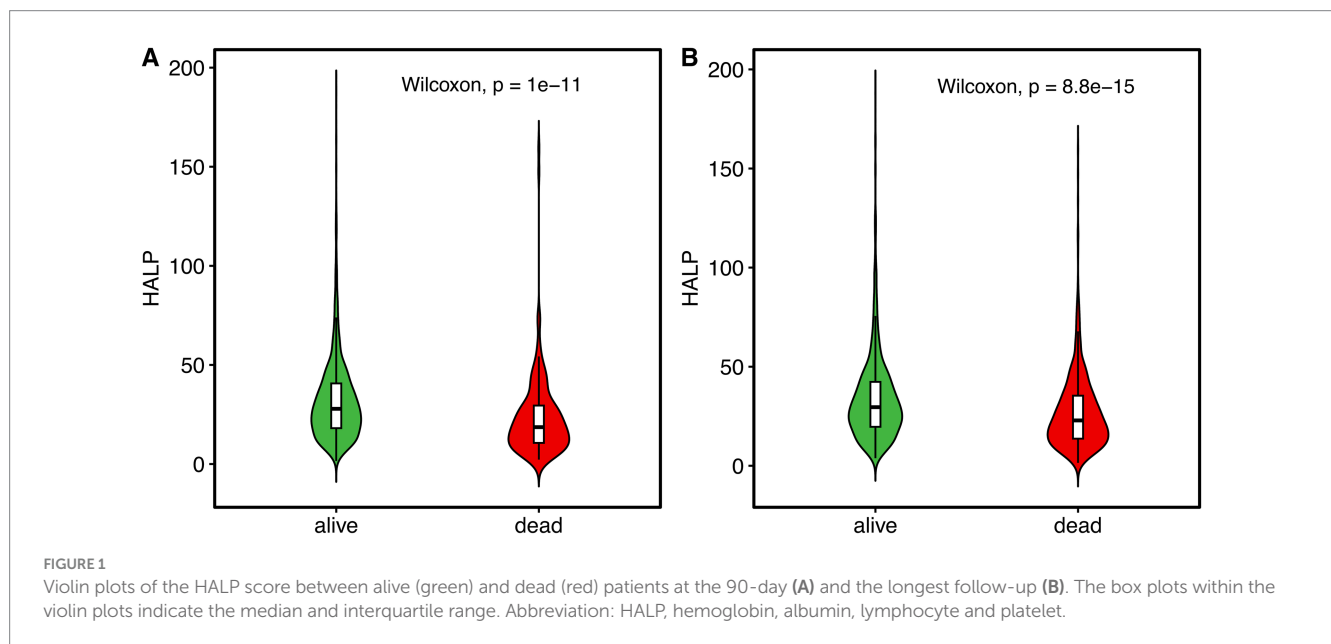 A
Wilcoxon, p = 1e−11
HALP
200
150
100
50
0
alive dead
B
Wilcoxon, p = 8.8e−15
HALP
200
150
100
50
0
alive dead
FIGURE 1
Violin plots of the HALP score between alive (green) and dead (red) patients at the 90-day (A) and the longest follow-up (B). The box plots within the
violin plots indicate the median and interquartile range. Abbreviation: HALP, hemoglobin, albumin, lymphocyte and platelet.